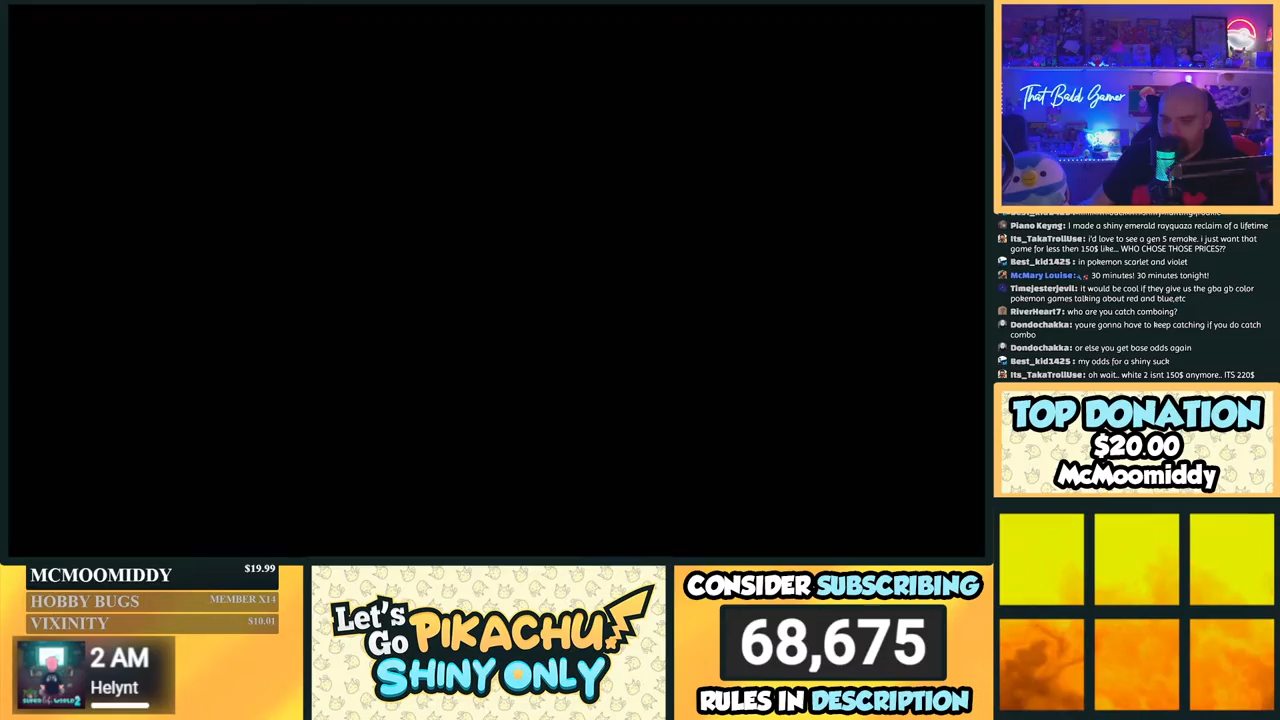 That Bald Gamer
Piano Keyng: I made a shiny emerald rayquaza reclaim of a lifetime
Its_TakaTrollUse: i'd love to see a gen 5 remake. i just want that
game for less then 150$ like... WHO CHOSE THOSE PRICES??
Best_kid1425: in pokemon scarlet and violet
McMary Louise: 30 minutes! 30 minutes tonight!
Timejesterjevil: it would be cool if they give us the gba gb color
pokemon games talking about red and blue,etc
RiverHeart7: who are you catch comboing?
Dondochakka: youre gonna have to keep catching if you do catch
combo
Dondochakka: or else you get base odds again
Best_kid1425: my odds for a shiny suck
Its_TakaTrollUse: oh wait.. white 2 isnt 150$ anymore.. ITS 220$
TOP DONATION
$20.00
McMoomiddy
MCMOOMIDDY $19.99
HOBBY BUGS MEMBER X14
VIXINITY $10.01
2 AM
Helynt
Let's
Go PIKACHU
SHINY ONLY
CONSIDER SUBSCRIBING
68,675
RULES IN DESCRIPTION